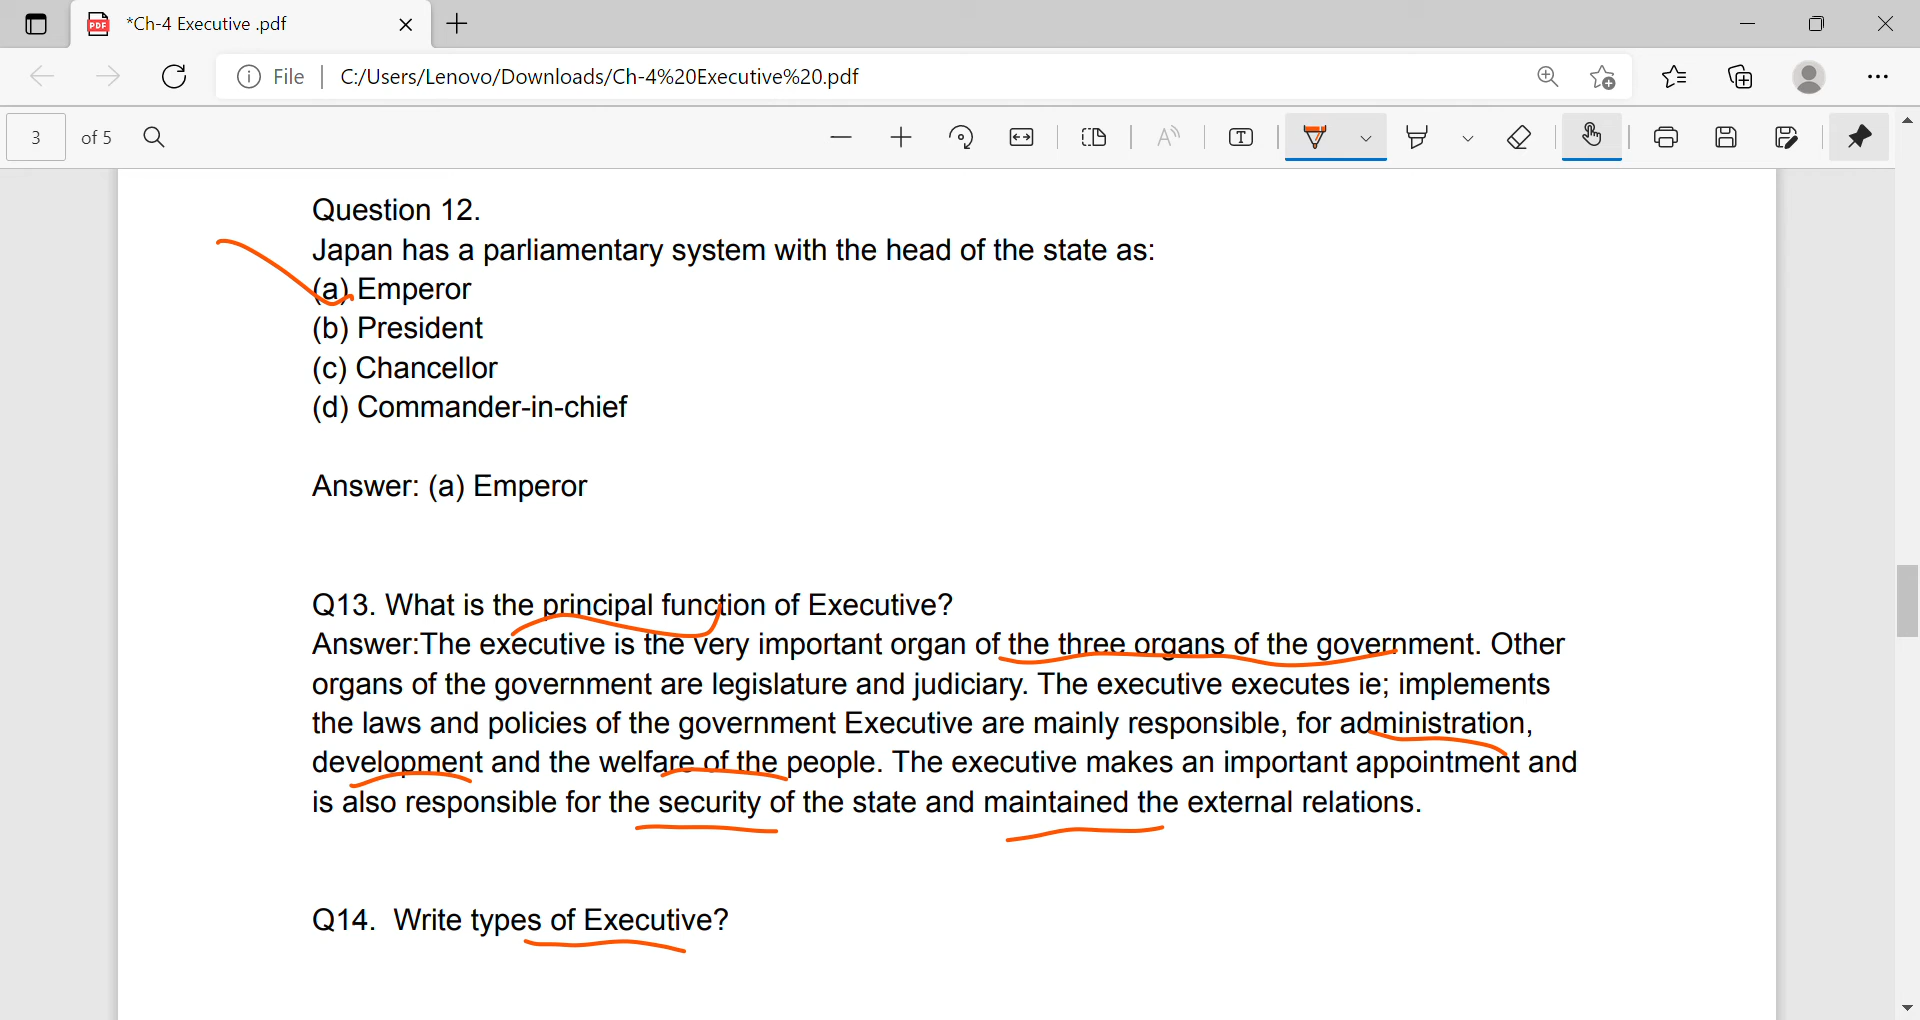 *Ch-4 Executive .pdf
File | C:/Users/Lenovo/Downloads/Ch-4%20Executive%20.pdf
3 of 5
Question 12.
Japan has a parliamentary system with the head of the state as:
(a) Emperor
(b) President
(c) Chancellor
(d) Commander-in-chief
Answer: (a) Emperor
Q13. What is the principal function of Executive?
Answer:The executive is the very important organ of the three organs of the government. Other
organs of the government are legislature and judiciary. The executive executes ie; implements
the laws and policies of the government Executive are mainly responsible, for administration,
development and the welfare of the people. The executive makes an important appointment and
is also responsible for the security of the state and maintained the external relations.
Q14. Write types of Executive?